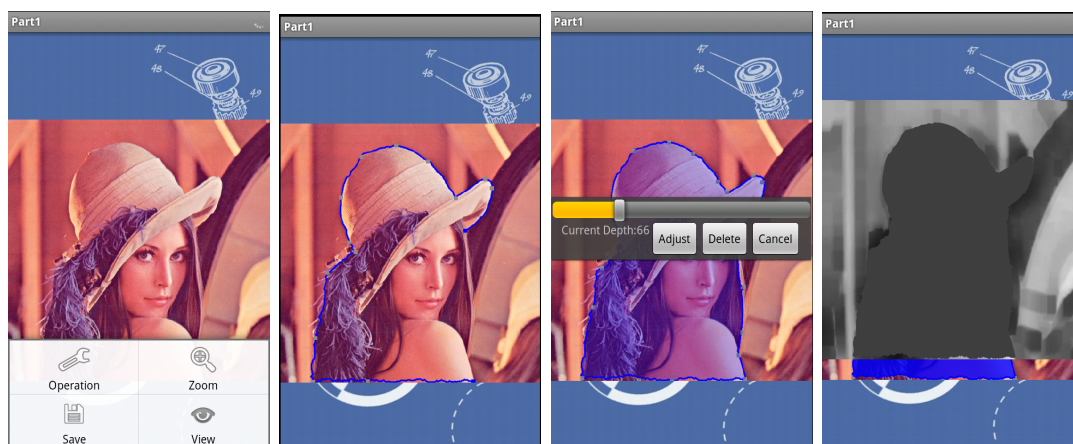 Part1
47
48
49
Operation
Zoom
Save
View
Part1
47
48
49
Part1
47
48
49
Current Depth:66
Adjust
Delete
Cancel
Part1
47
48